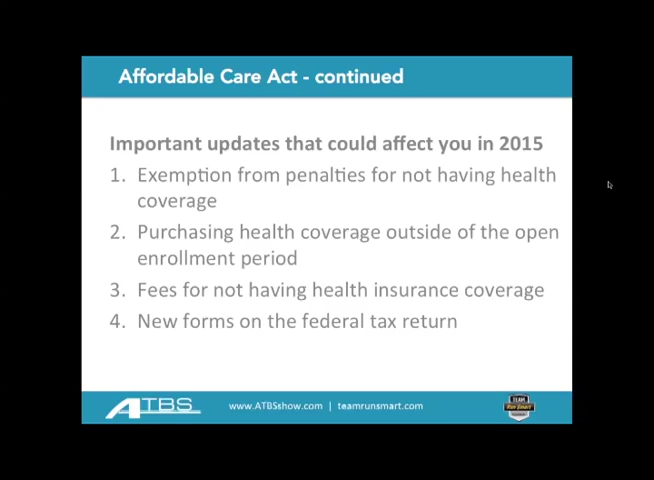 Affordable Care Act - continued
Important updates that could affect you in 2015
1. Exemption from penalties for not having health
coverage
2. Purchasing health coverage outside of the open
enrollment period
3. Fees for not having health insurance coverage
4. New forms on the federal tax return
ATBS
www.ATBSshow.com | teamrunsmart.com
TEAM
Run Smart